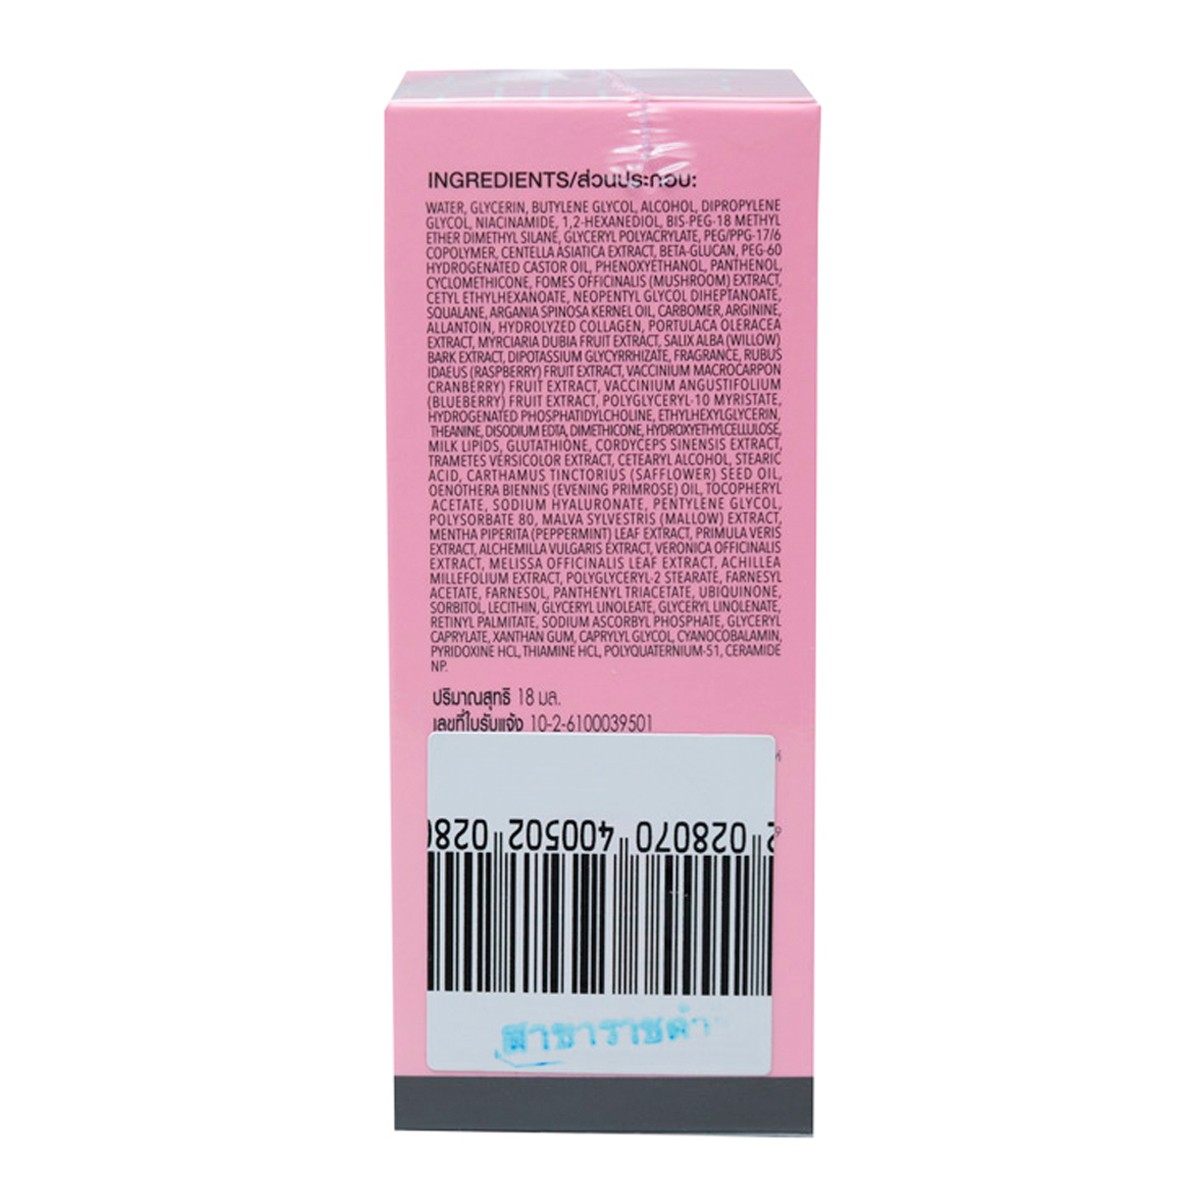 INGREDIENTS/ส่วนประกอบ:
WATER, GLYCERIN, BUTYLENE GLYCOL, ALCOHOL, DIPROPYLENE
GLYCOL, NIACINAMIDE, 1,2-HEXANEDIOL, BIS-PEG-18 METHYL
ETHER DIMETHYL SILANE, GLYCERYL POLYACRYLATE, PEG/PPG-17/6
COPOLYMER, CENTELLA ASIATICA EXTRACT, BETA-GLUCAN, PEG-60
HYDROGENATED CASTOR OIL, PHENOXYETHANOL, PANTHENOL,
CYCLOMETHICONE, FOMES OFFICINALIS (MUSHROOM) EXTRACT,
CETYL ETHYLHEXANOATE, NEOPENTYL GLYCOL DIHEPTANOATE,
SQUALANE, ARGANIA SPINOSA KERNEL OIL, CARBOMER, ARGININE,
ALLANTOIN, HYDROLYZED COLLAGEN, PORTULACA OLERACEA
EXTRACT, MYRCIARIA DUBIA FRUIT EXTRACT, SALIX ALBA (WILLOW)
BARK EXTRACT, DIPOTASSIUM GLYCYRRHIZATE, FRAGRANCE, RUBUS
IDAEUS (RASPBERRY) FRUIT EXTRACT, VACCINIUM MACROCARPON
CRANBERRY) FRUIT EXTRACT, VACCINIUM ANGUSTIFOLIUM
(BLUEBERRY) FRUIT EXTRACT, POLYGLYCERYL-10 MYRISTATE,
HYDROGENATED PHOSPHATIDYLCHOLINE, ETHYLHEXYLGLYCERIN,
THEANINE, DISODIUM EDTA, DIMETHICONE, HYDROXYETHYLCELLULOSE,
MILK LIPIDS, GLUTATHIONE, CORDYCEPS SINENSIS EXTRACT,
TRAMETES VERSICOLOR EXTRACT, CETEARYL ALCOHOL, STEARIC
ACID, CARTHAMUS TINCTORIUS (SAFFLOWER) SEED OIL,
OENOTHERA BIENNIS (EVENING PRIMROSE) OIL, TOCOPHERYL
ACETATE, SODIUM HYALURONATE, PENTYLENE GLYCOL,
POLYSORBATE 80, MALVA SYLVESTRIS (MALLOW) EXTRACT,
MENTHA PIPERITA (PEPPERMINT) LEAF EXTRACT, PRIMULA VERIS
EXTRACT, ALCHEMILLA VULGARIS EXTRACT, VERONICA OFFICINALIS
EXTRACT, MELISSA OFFICINALIS LEAF EXTRACT, ACHILLEA
MILLEFOLIUM EXTRACT, POLYGLYCERYL-2 STEARATE, FARNESYL
ACETATE, FARNESOL, PANTHENYL TRIACETATE, UBIQUINONE,
SORBITOL, LECITHIN, GLYCERYL LINOLEATE, GLYCERYL LINOLENATE,
RETINYL PALMITATE, SODIUM ASCORBYL PHOSPHATE, GLYCERYL
CAPRYLATE, XANTHAN GUM, CAPRYLYL GLYCOL, CYANOCOBALAMIN,
PYRIDOXINE HCL, THIAMINE HCL, POLYQUATERNIUM-51, CERAMIDE
NP.
ปริมาณสุทธิ 18 มล.
เลขที่ใบรับแจ้ง 10-2-6100039501
028070 400502 028
สาขาราชดำ